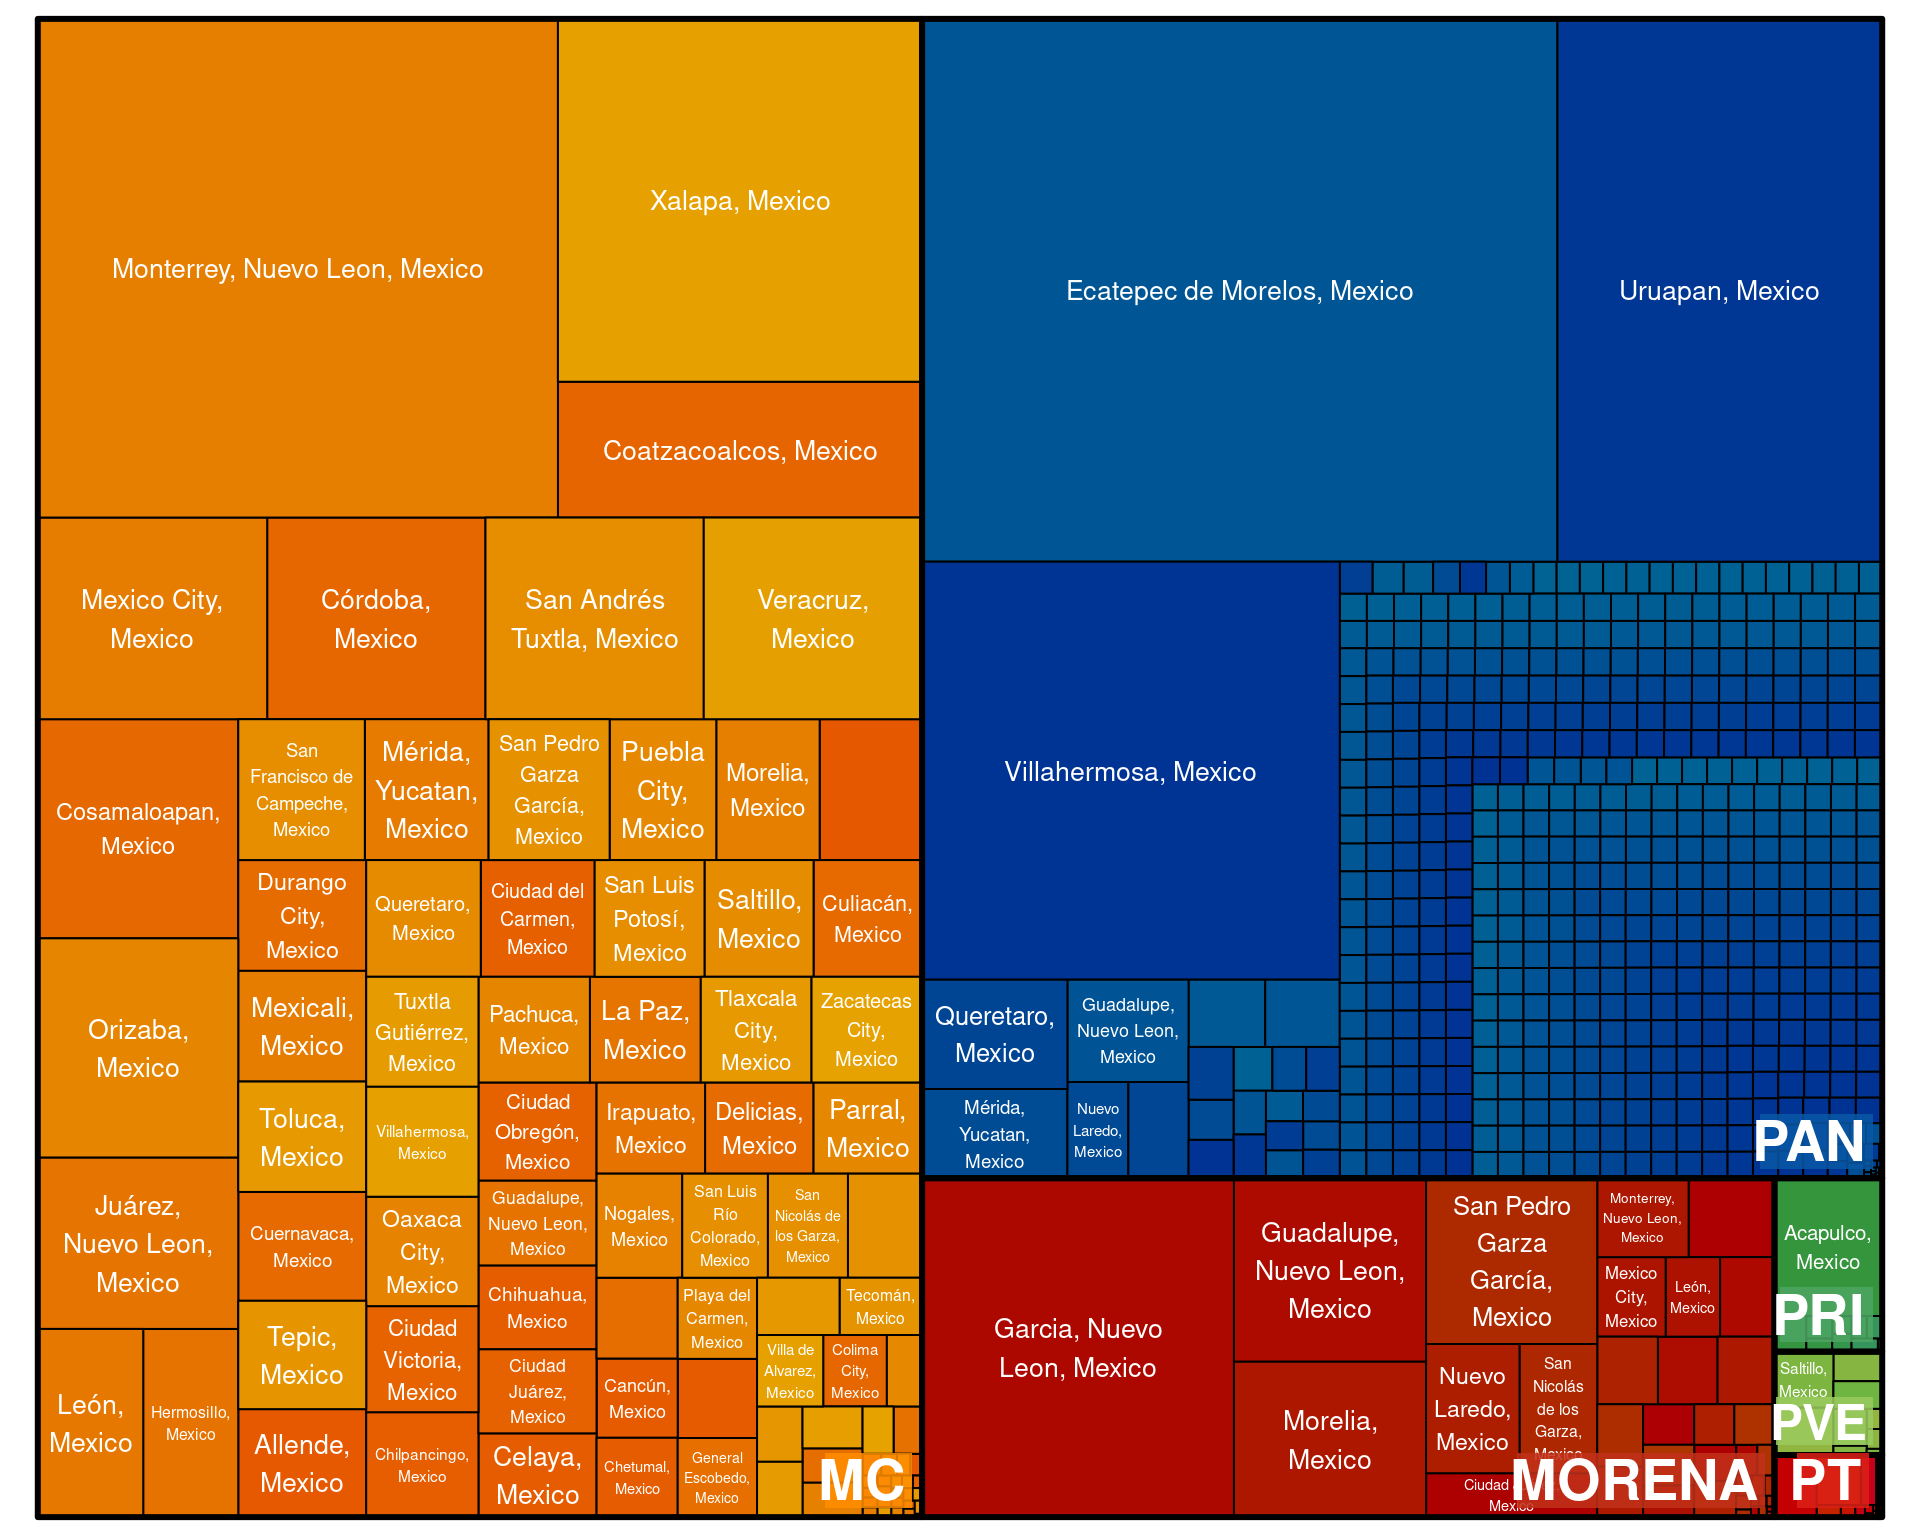 Monterrey, Nuevo Leon, Mexico
Xalapa, Mexico
Coatzacoalcos, Mexico
Mexico City,
Mexico
Córdoba,
Mexico
San Andrés
Tuxtla, Mexico
Veracruz,
Mexico
Cosamaloapan,
Mexico
Orizaba,
Mexico
Juárez,
Nuevo Leon,
Mexico
León,
Mexico
Hermosillo,
Mexico
San
Francisco de
Campeche,
Mexico
Mérida,
Yucatan,
Mexico
San Pedro
Garza
García,
Mexico
Puebla
City,
Mexico
Morelia,
Mexico
Durango
City,
Mexico
Queretaro,
Mexico
Ciudad del
Carmen,
Mexico
San Luis
Potosí,
Mexico
Saltillo,
Mexico
Culiacán,
Mexico
Mexicali,
Mexico
Toluca,
Mexico
Cuernavaca,
Mexico
Tepic,
Mexico
Allende,
Mexico
Tuxtla
Gutiérrez,
Mexico
Villahermosa,
Mexico
Oaxaca
City,
Mexico
Ciudad
Victoria,
Mexico
Chilpancingo,
Mexico
Pachuca,
Mexico
La Paz,
Mexico
Tlaxcala
City,
Mexico
Zacatecas
City,
Mexico
Ciudad
Obregón,
Mexico
Irapuato,
Mexico
Delicias,
Mexico
Parral,
Mexico
Guadalupe,
Nuevo Leon,
Mexico
Chihuahua,
Mexico
Ciudad
Juárez,
Mexico
Celaya,
Mexico
Nogales,
Mexico
San Luis
Río
Colorado,
Mexico
San
Nicolás de
los Garza,
Mexico
Playa del
Carmen,
Mexico
Tecomán,
Mexico
Villa de
Alvarez,
Mexico
Colima
City,
Mexico
Cancún,
Mexico
Chetumal,
Mexico
General
Escobedo,
Mexico
MC
Ecatepec de Morelos, Mexico
Uruapan, Mexico
Villahermosa, Mexico
Queretaro,
Mexico
Guadalupe,
Nuevo Leon,
Mexico
Mérida,
Yucatan,
Mexico
Nuevo
Laredo,
Mexico
PAN
Garcia, Nuevo
Leon, Mexico
Guadalupe,
Nuevo Leon,
Mexico
Morelia,
Mexico
San Pedro
Garza
García,
Mexico
Nuevo
Laredo,
Mexico
San
Nicolás
de los
Garza,
Mexico
Ciudad
Mexico
Monterrey,
Nuevo Leon,
Mexico
Mexico
City,
Mexico
León,
Mexico
MORENA
Acapulco,
Mexico
PRI
Saltillo,
Mexico
PVE
PT